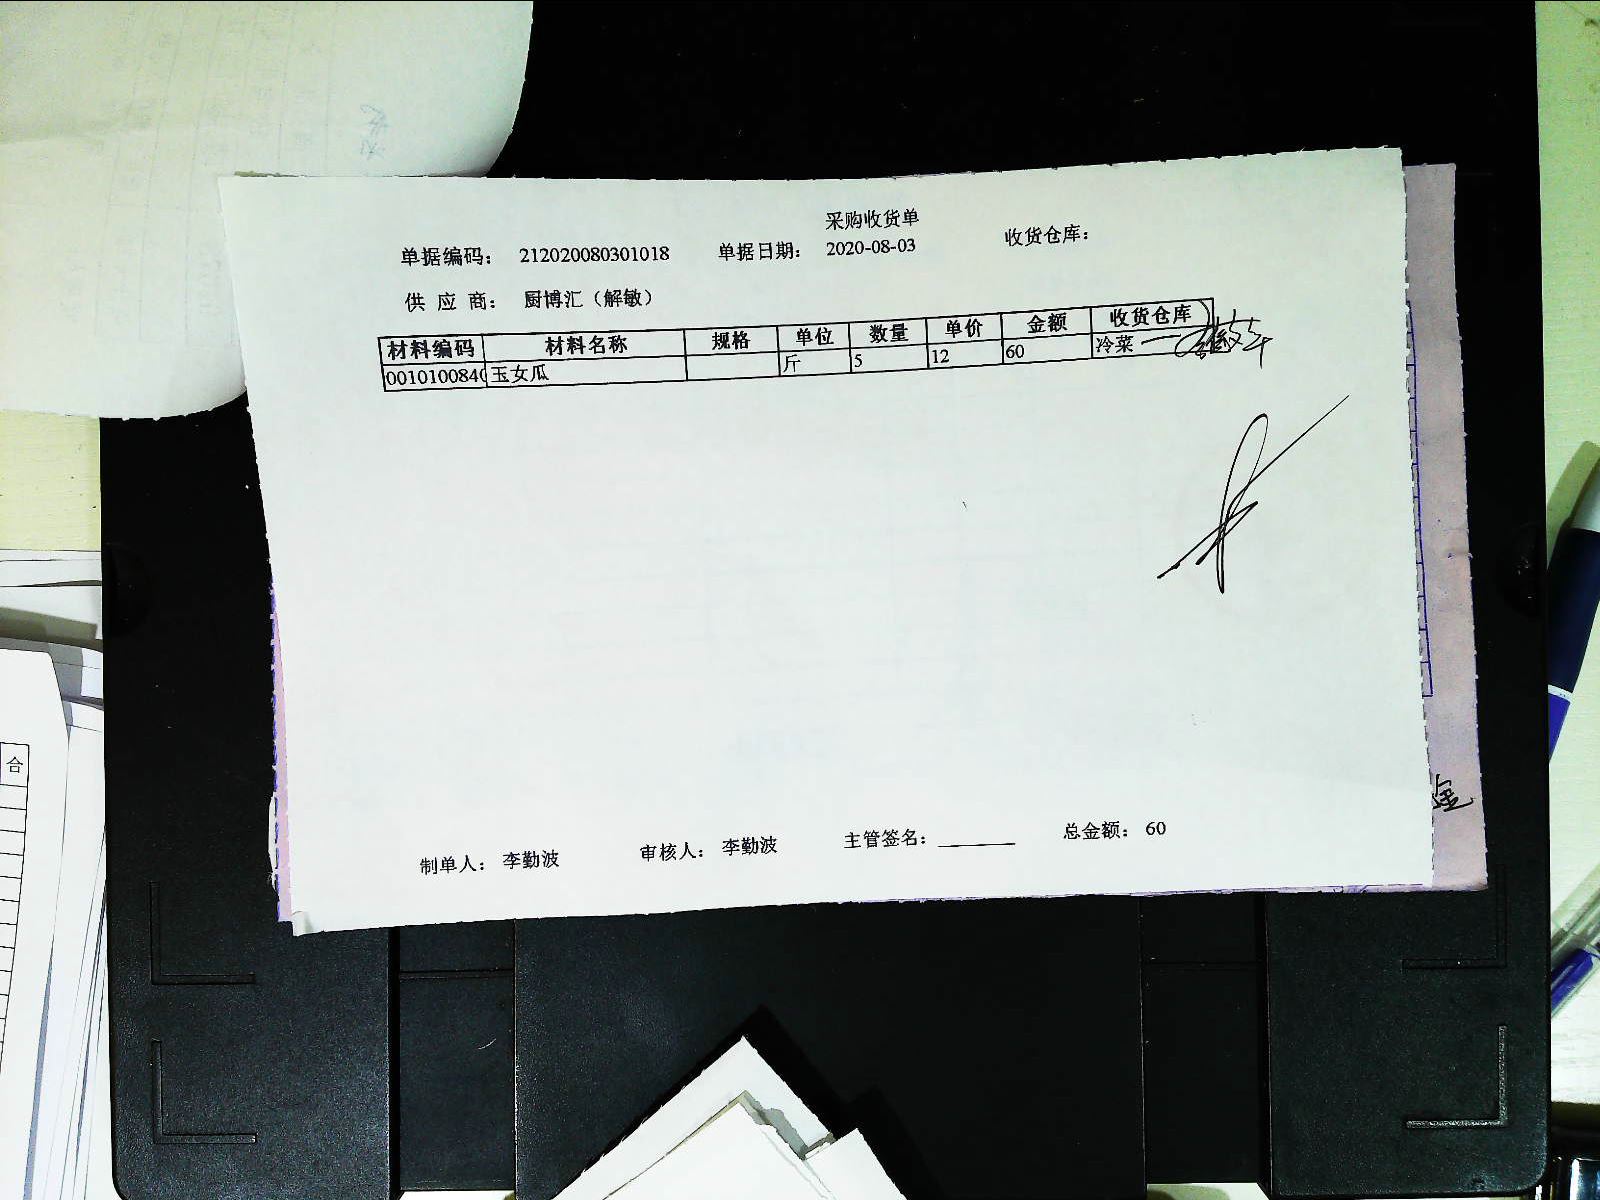 采购收货单
单据编码： 212020080301018 单据日期： 2020-08-03 收货仓库：
供 应 商： 厨博汇（解敏）
材料编码 材料名称 规格 单位 数量 单价 金额 收货仓库
0010100840 玉女瓜 斤 5 12 60 冷菜
制单人： 李勤波 审核人： 李勤波 主管签名： 总金额： 60
合